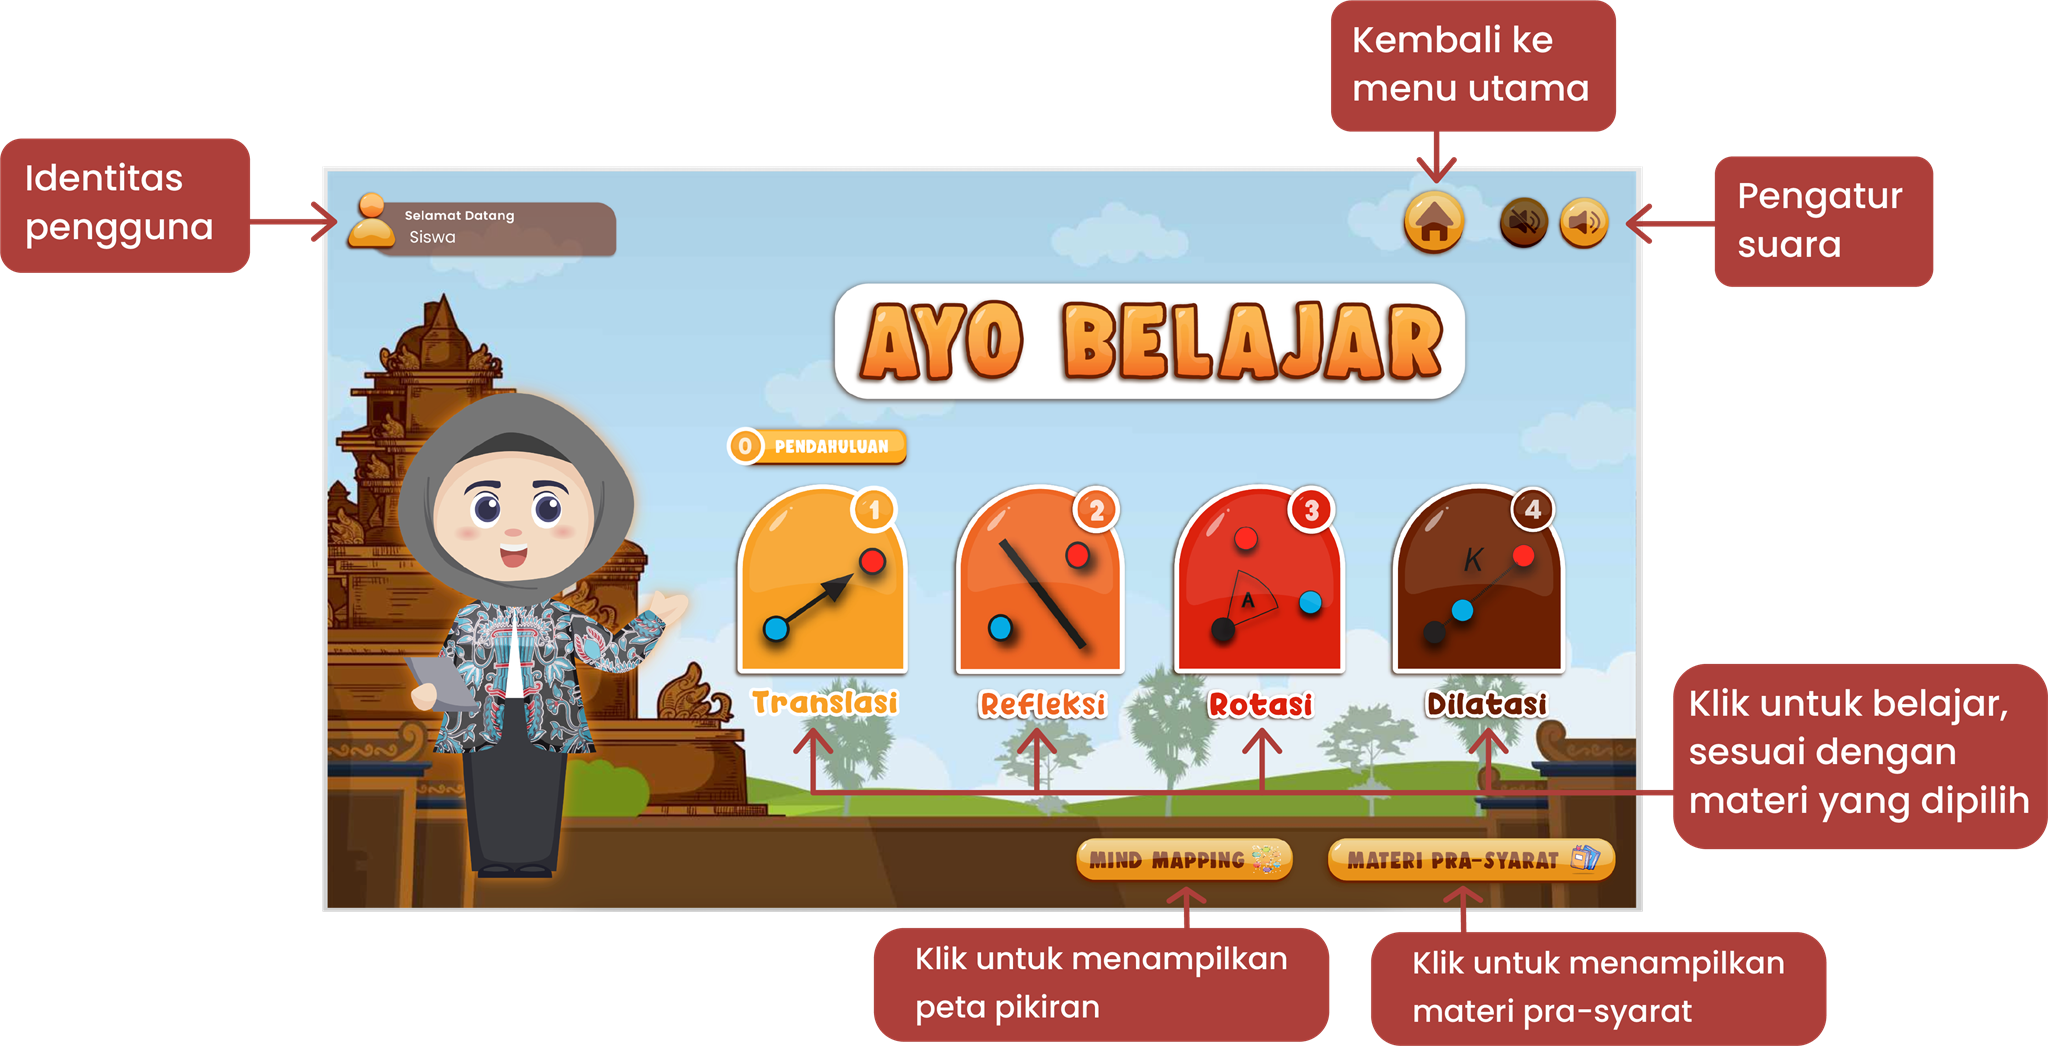 Kembali ke
menu utama
Identitas
pengguna
Pengatur
suara
Selamat Datang
Siswa
AYO BELAJAR
0 PENDAHULUAN
1
2
3
4
A
K
Translasi
Refleksi
Rotasi
Dilatasi
Klik untuk belajar,
sesuai dengan
materi yang dipilih
MIND MAPPING
MATERI PRA-SYARAT
Klik untuk menampilkan
peta pikiran
Klik untuk menampilkan
materi pra-syarat